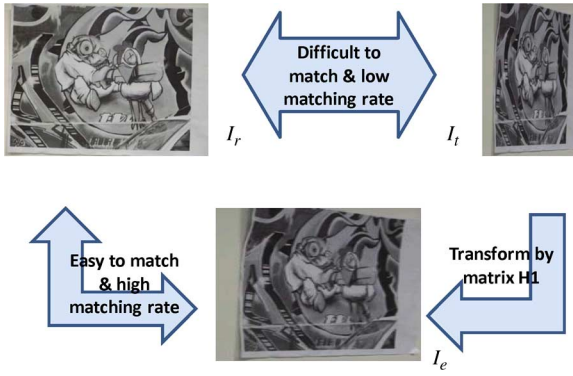 Difficult to
match & low
matching rate
I_r
I_t
Easy to match
& high
matching rate
Transform by
matrix H1
I_e